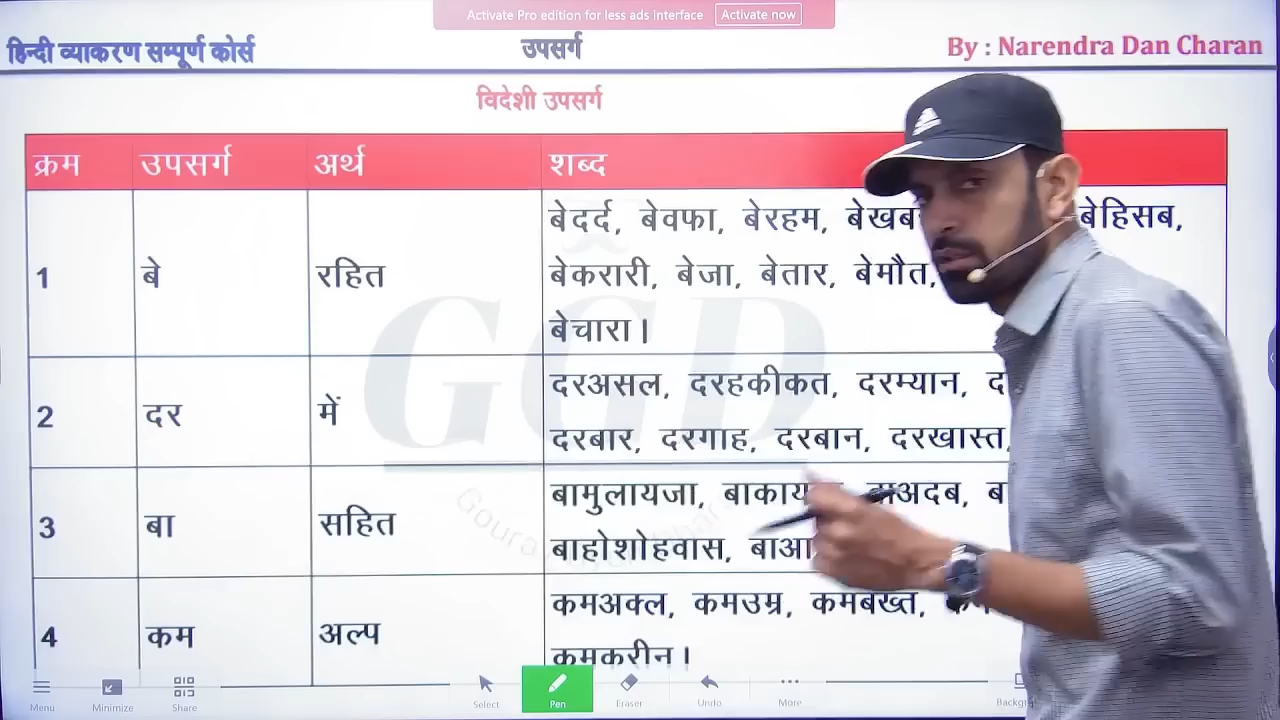 Activate Pro edition for less ads interface Activate now
हिन्दी व्याकरण सम्पूर्ण कोर्स उपसर्ग By : Narendra Dan Charan
विदेशी उपसर्ग
क्रम उपसर्ग अर्थ शब्द
1 बे रहित
बेदर्द, बेवफा, बेरहम, बेहिसब,
बेकरारी, बेजा, बेतार, बेमौत,
बेचारा।
2 दर में
दरअसल, दरहकीकत, दरम्यान,
दरबार, दरगाह, दरबान, दरखास्त,
3 बा सहित
बामुलायजा,
बाहोशोहवास,
4 कम अल्प
कमअक्ल, कमउम्र, कमबख्त,
कमकरीन।
GGD
Menu Minimize Share Select Pen Eraser Undo More